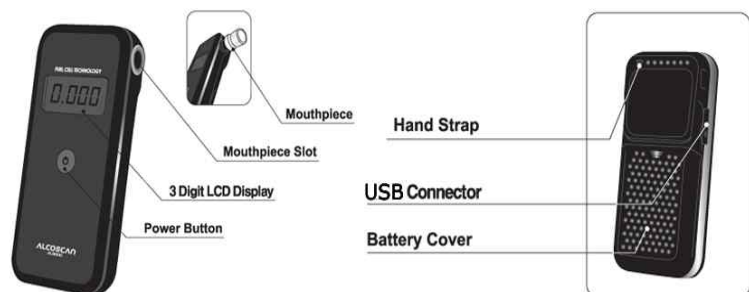 FUEL CELL TECHNOLOGY
0.000
Mouthpiece
Mouthpiece Slot
3 Digit LCD Display
Power Button
ALCOSCAN
Hand Strap
USB Connector
Battery Cover